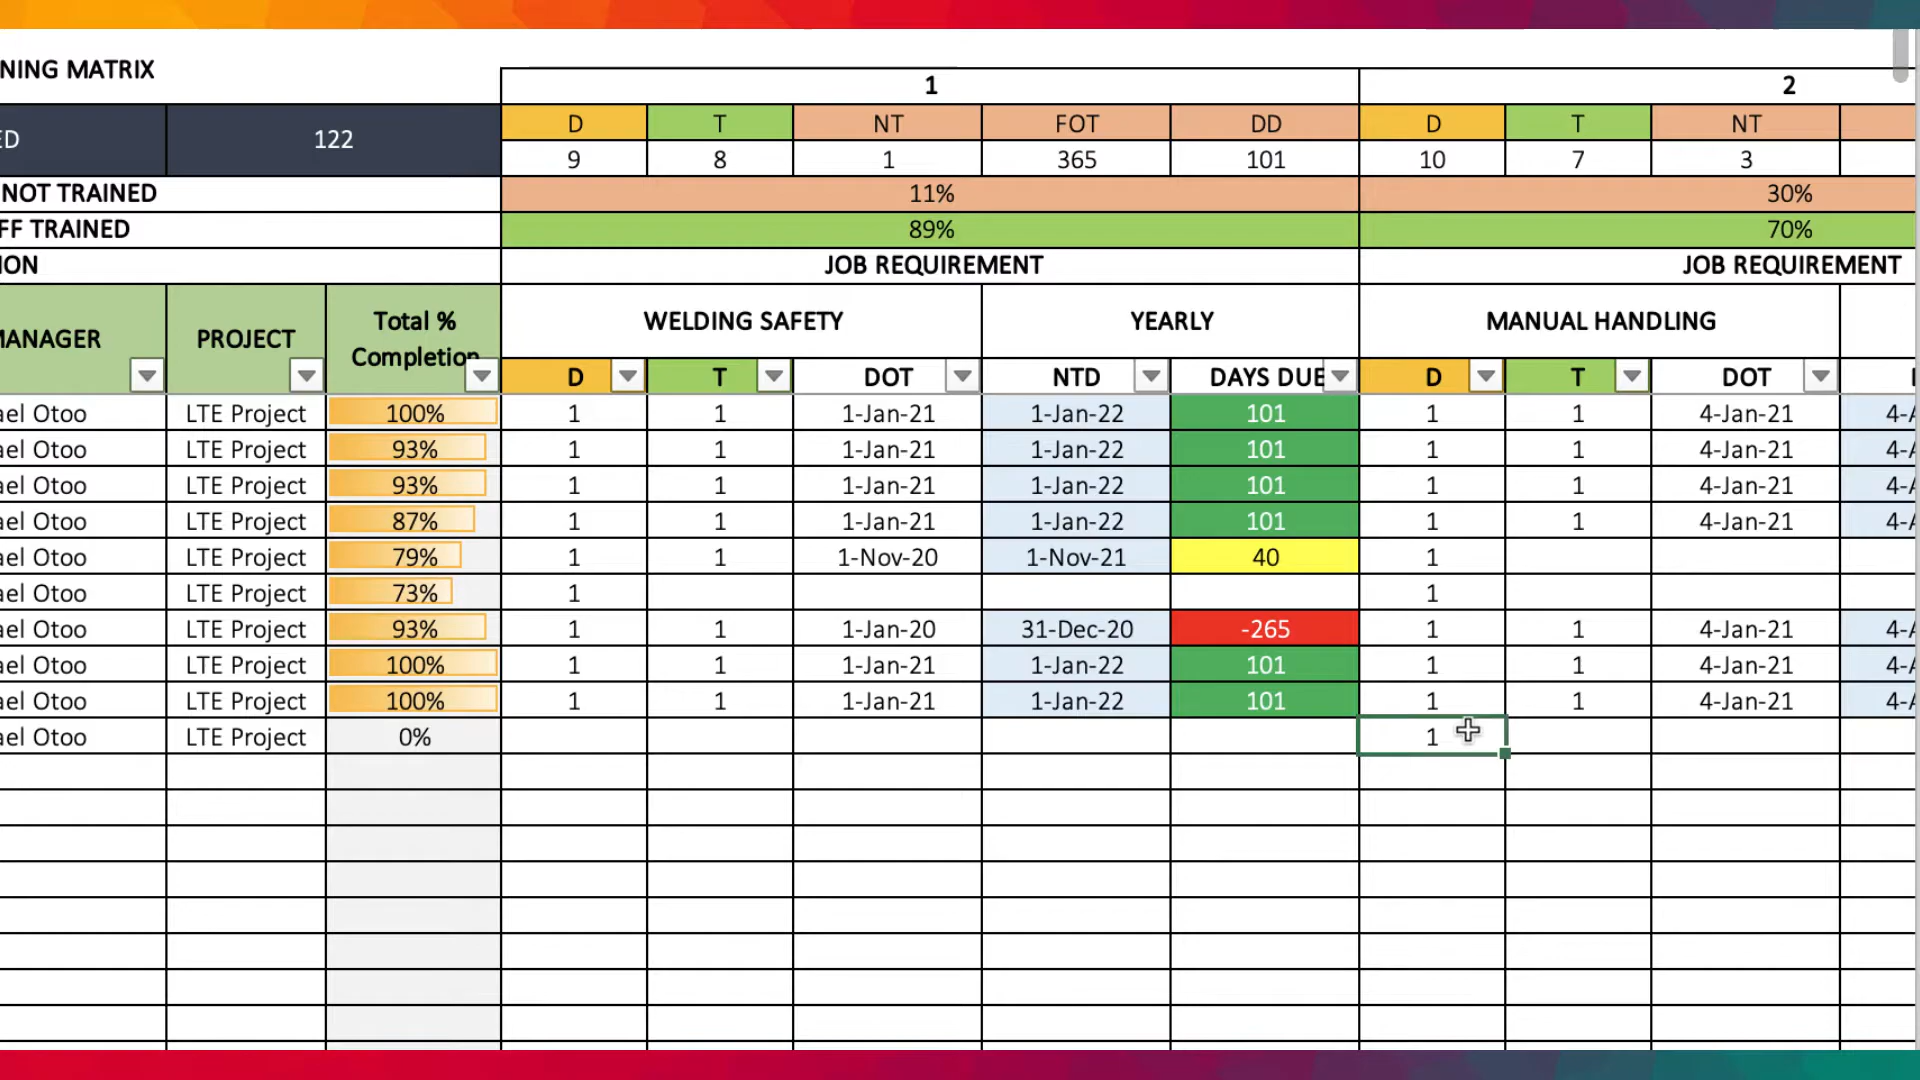 NING MATRIX
1 2
D T NT FOT DD D T NT
ED 122
9 8 1 365 101 10 7 3
NOT TRAINED 11% 30%
FF TRAINED 89% 70%
ION JOB REQUIREMENT JOB REQUIREMENT
MANAGER PROJECT Total % Completion WELDING SAFETY YEARLY MANUAL HANDLING
D T DOT NTD DAYS DUE D T DOT
ael Otoo LTE Project 100% 1 1 1-Jan-21 1-Jan-22 101 1 1 4-Jan-21 4-A
ael Otoo LTE Project 93% 1 1 1-Jan-21 1-Jan-22 101 1 1 4-Jan-21 4-A
ael Otoo LTE Project 93% 1 1 1-Jan-21 1-Jan-22 101 1 1 4-Jan-21 4-A
ael Otoo LTE Project 87% 1 1 1-Jan-21 1-Jan-22 101 1 1 4-Jan-21 4-A
ael Otoo LTE Project 79% 1 1 1-Nov-20 1-Nov-21 40 1
ael Otoo LTE Project 73% 1 1
ael Otoo LTE Project 93% 1 1 1-Jan-20 31-Dec-20 -265 1 1 4-Jan-21 4-A
ael Otoo LTE Project 100% 1 1 1-Jan-21 1-Jan-22 101 1 1 4-Jan-21 4-A
ael Otoo LTE Project 100% 1 1 1-Jan-21 1-Jan-22 101 1 1 4-Jan-21 4-A
ael Otoo LTE Project 0% 1